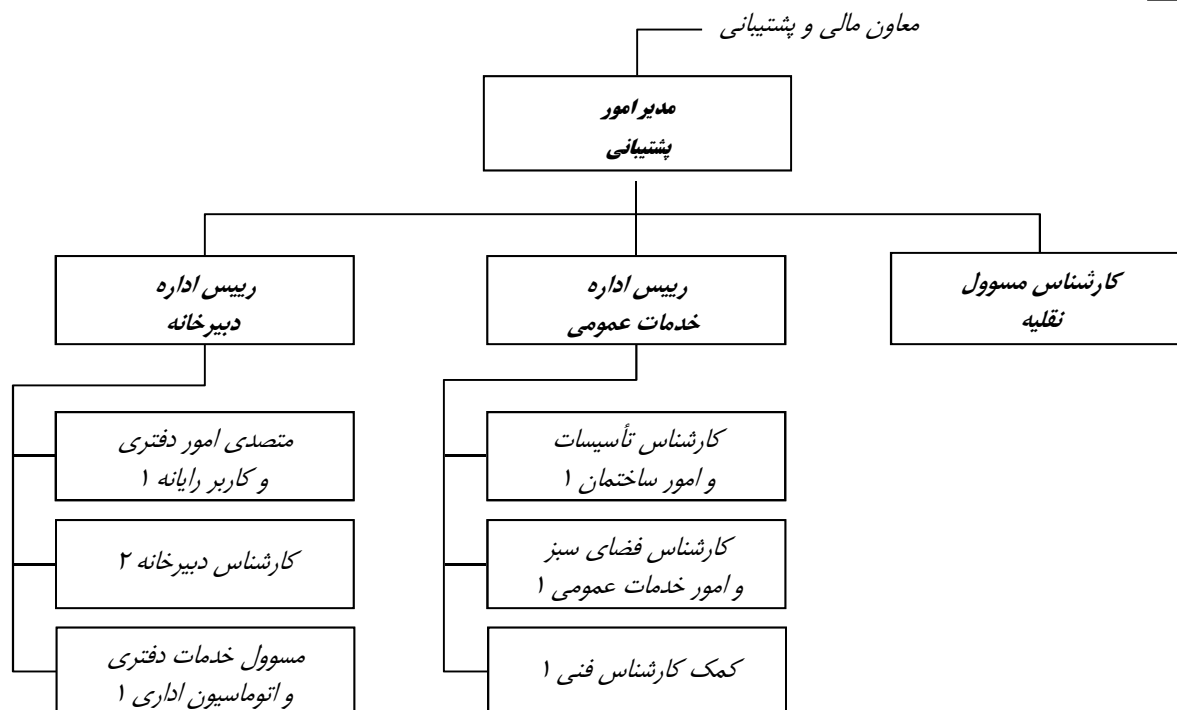 معاون مالی و پشتیبانی
مدیر امور
پشتیبانی
کارشناس مسوول
نقلیه
رییس اداره
خدمات عمومی
رییس اداره
دبیرخانه
کارشناس تأسیسات
و امور ساختمان ۱
کارشناس فضای سبز
و امور خدمات عمومی ۱
کمک کارشناس فنی ۱
متصدی امور دفتری
و کاربر رایانه ۱
کارشناس دبیرخانه ۲
مسوول خدمات دفتری
و اتوماسیون اداری ۱